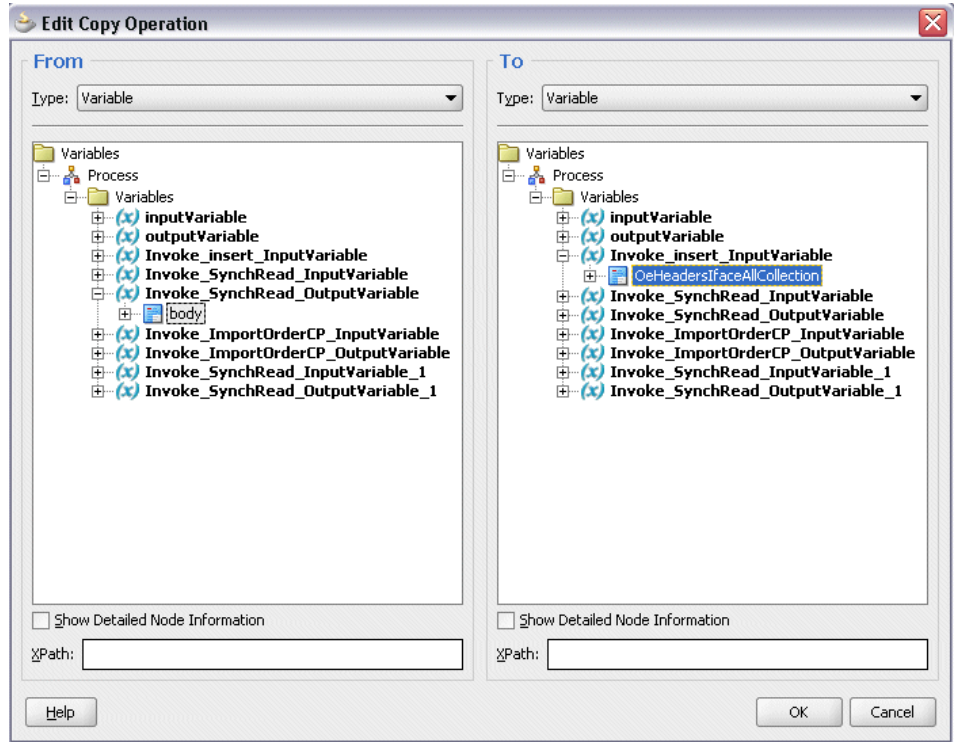 Edit Copy Operation
From
Type: Variable
Variables
Process
Variables
inputVariable
outputVariable
Invoke_insert_InputVariable
Invoke_SynchRead_InputVariable
Invoke_SynchRead_OutputVariable
body
Invoke_ImportOrderCP_InputVariable
Invoke_ImportOrderCP_OutputVariable
Invoke_SynchRead_InputVariable_1
Invoke_SynchRead_OutputVariable_1
Show Detailed Node Information
XPath:
To
Type: Variable
Variables
Process
Variables
inputVariable
outputVariable
Invoke_insert_InputVariable
OeHeadersIfaceAllCollection
Invoke_SynchRead_InputVariable
Invoke_SynchRead_OutputVariable
Invoke_ImportOrderCP_InputVariable
Invoke_ImportOrderCP_OutputVariable
Invoke_SynchRead_InputVariable_1
Invoke_SynchRead_OutputVariable_1
Show Detailed Node Information
XPath:
Help
OK
Cancel